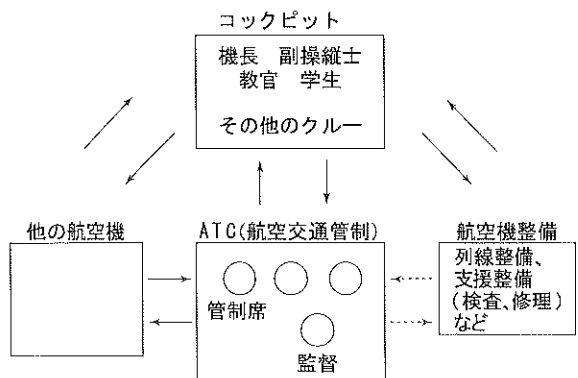 コックピット
機長 副操縦士
教官 学生
その他のクルー
他の航空機
ATC(航空交通管制)
管制席
監督
航空機整備
列線整備、
支援整備
(検査、修理)
など